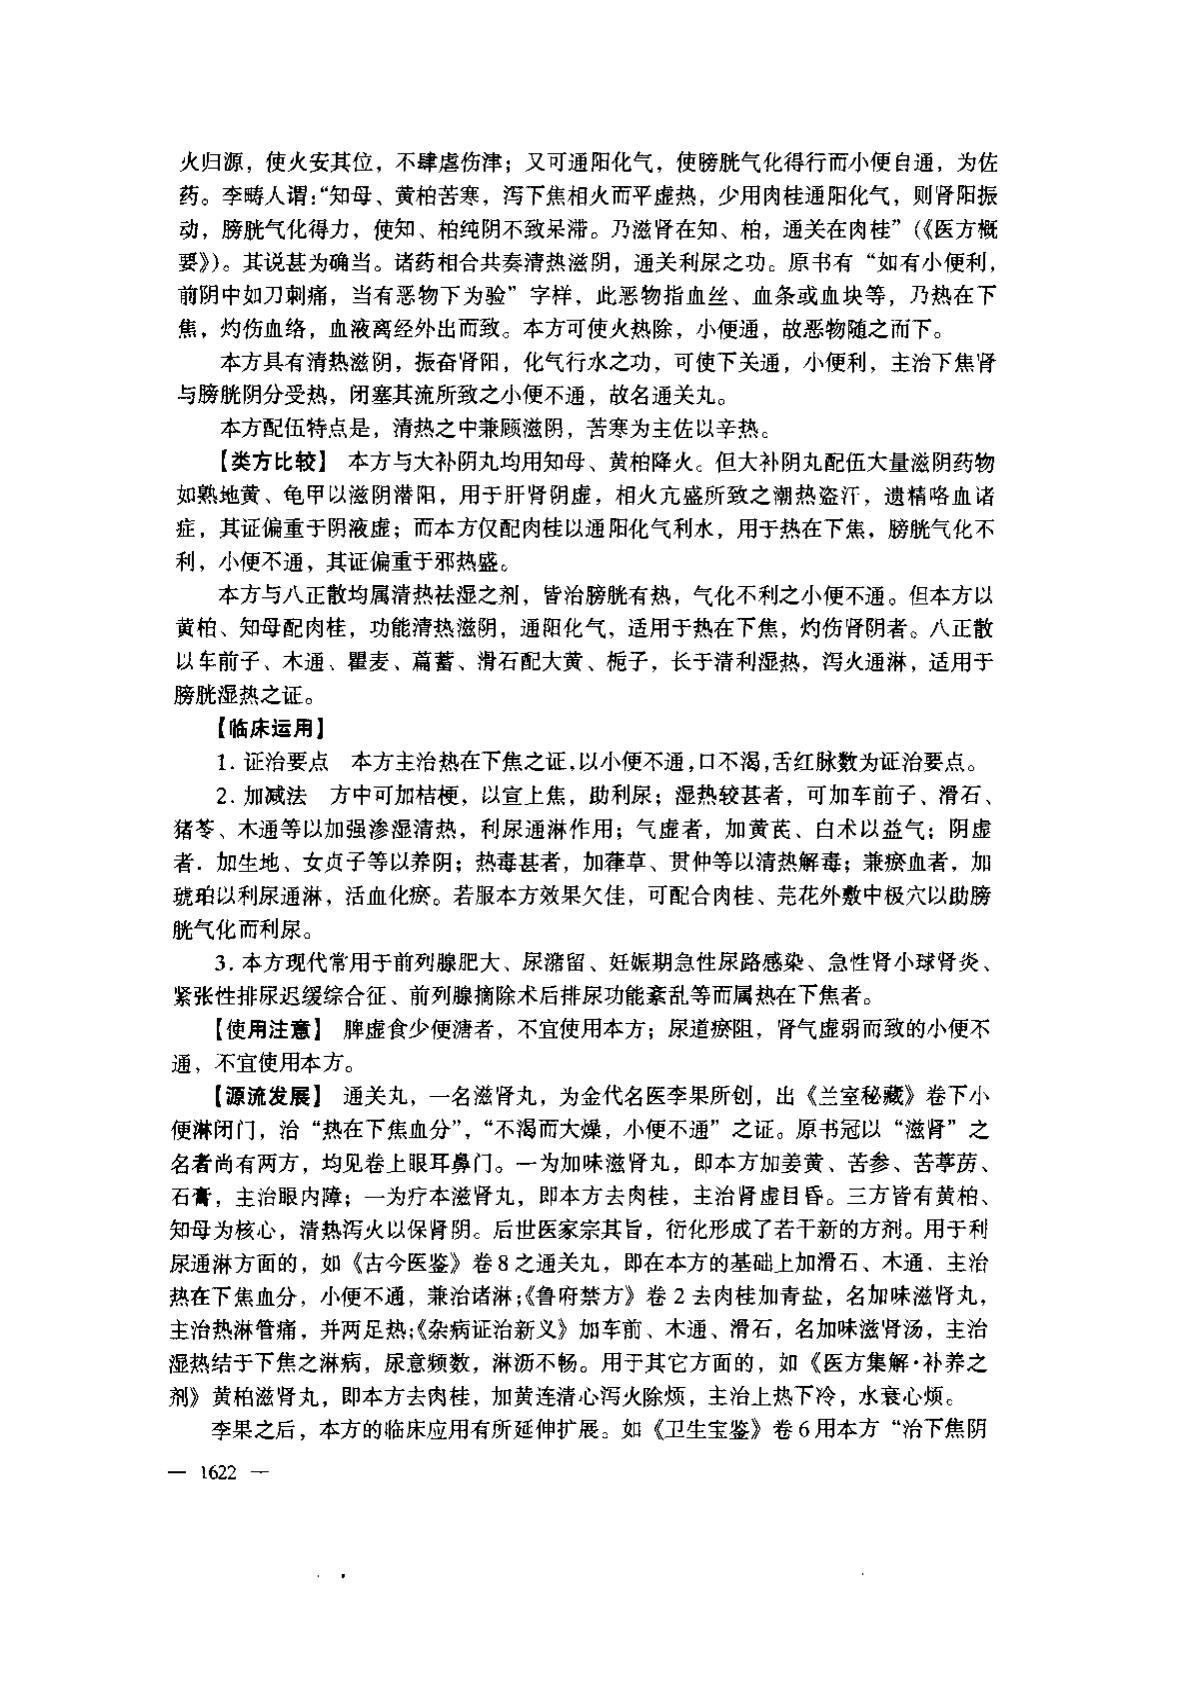 火归源，使火安其位，不肆虐伤津；又可通阳化气，使膀胱气化得行而小便自通，为佐
药。李畴人谓：“知母、黄柏苦寒，泻下焦相火而平虚热，少用肉桂通阳化气，则肾阳振
动，膀胱气化得力，使知、柏纯阴不致呆滞。乃滋肾在知、柏，通关在肉桂”（《医方概
要》）。其说甚为确当。诸药相合共奏清热滋阴，通关利尿之功。原书有“如有小便利，
前阴中如刀刺痛，当有恶物下为验”字样，此恶物指血丝、血条或血块等，乃热在下
焦，灼伤血络，血液离经外出而致。本方可使火热除，小便通，故恶物随之而下。
本方具有清热滋阴，振奋肾阳，化气行水之功，可使下关通，小便利，主治下焦肾
与膀胱阴分受热，闭塞其流所致之小便不通，故名通关丸。
本方配伍特点是，清热之中兼顾滋阴，苦寒为主佐以辛热。
【类方比较】 本方与大补阴丸均用知母、黄柏降火。但大补阴丸配伍大量滋阴药物
如熟地黄、龟甲以滋阴潜阳，用于肝肾阴虚，相火亢盛所致之潮热盗汗，遗精咯血诸
症，其证偏重于阴液虚；而本方仅配肉桂以通阳化气利水，用于热在下焦，膀胱气化不
利，小便不通，其证偏重于邪热盛。
本方与八正散均属清热祛湿之剂，皆治膀胱有热，气化不利之小便不通。但本方以
黄柏、知母配肉桂，功能清热滋阴，通阳化气，适用于热在下焦，灼伤肾阴者。八正散
以车前子、木通、瞿麦、萹蓄、滑石配大黄、栀子，长于清利湿热，泻火通淋，适用于
膀胱湿热之证。
【临床运用】
1. 证治要点 本方主治热在下焦之证，以小便不通，口不渴，舌红脉数为证治要点。
2. 加减法 方中可加桔梗，以宣上焦，助利尿；湿热较甚者，可加车前子、滑石、
猪苓、木通等以加强渗湿清热，利尿通淋作用；气虚者，加黄芪、白术以益气；阴虚
者．加生地、女贞子等以养阴；热毒甚者，加葎草、贯仲等以清热解毒；兼瘀血者，加
琥珀以利尿通淋，活血化瘀。若服本方效果欠佳，可配合肉桂、芫花外敷中极穴以助膀
胱气化而利尿。
3. 本方现代常用于前列腺肥大、尿潴留、妊娠期急性尿路感染、急性肾小球肾炎、
紧张性排尿迟缓综合征、前列腺摘除术后排尿功能紊乱等而属热在下焦者。
【使用注意】 脾虚食少便溏者，不宜使用本方；尿道瘀阻，肾气虚弱而致的小便不
通，不宜使用本方。
【源流发展】 通关丸，一名滋肾丸，为金代名医李果所创，出《兰室秘藏》卷下小
便淋闭门，治“热在下焦血分”，“不渴而大燥，小便不通”之证。原书冠以“滋肾”之
名者尚有两方，均见卷上眼耳鼻门。一为加味滋肾丸，即本方加姜黄、苦参、苦葶苈、
石膏，主治眼内障；一为疗本滋肾丸，即本方去肉桂，主治肾虚目昏。三方皆有黄柏、
知母为核心，清热泻火以保肾阴。后世医家宗其旨，衍化形成了若干新的方剂。用于利
尿通淋方面的，如《古今医鉴》卷 8 之通关丸，即在本方的基础上加滑石、木通，主治
热在下焦血分，小便不通，兼治诸淋；《鲁府禁方》卷 2 去肉桂加青盐，名加味滋肾丸，
主治热淋管痛，并两足热；《杂病证治新义》加车前、木通、滑石，名加味滋肾汤，主治
湿热结于下焦之淋病，尿意频数，淋沥不畅。用于其它方面的，如《医方集解·补养之
剂》黄柏滋肾丸，即本方去肉桂，加黄连清心泻火除烦，主治上热下冷，水衰心烦。
李果之后，本方的临床应用有所延伸扩展。如《卫生宝鉴》卷 6 用本方“治下焦阴
— 1622 —